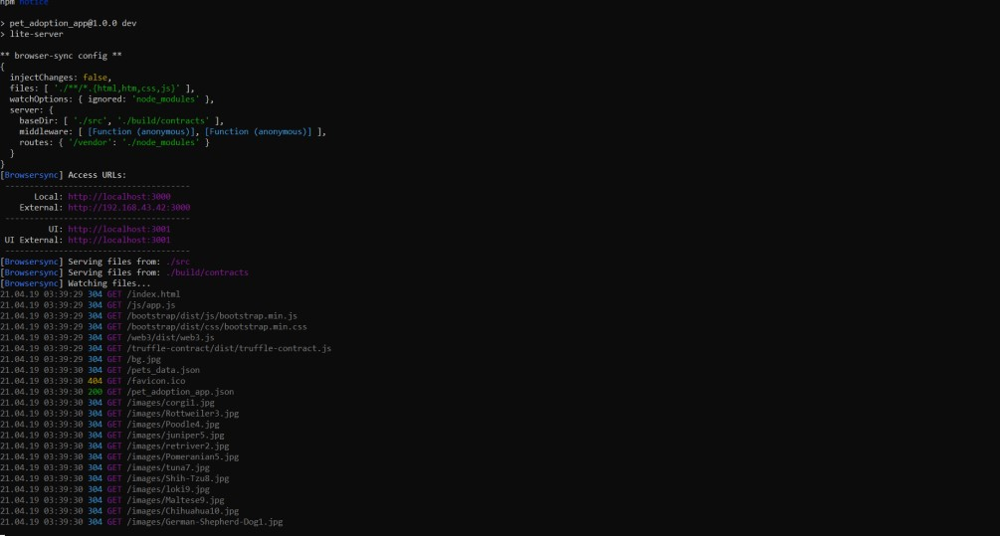 npm notice
> pet_adoption_app@1.0.0 dev
> lite-server
** browser-sync config **
{
  injectChanges: false,
  files: [ './**/*.{html,htm,css,js}' ],
  watchOptions: { ignored: 'node_modules' },
  server: {
    baseDir: [ './src', './build/contracts' ],
    middleware: [ [Function (anonymous)], [Function (anonymous)] ],
    routes: { '/vendor': './node_modules' }
  }
}
[Browsersync] Access URLs:
 --------------------------------------
       Local: http://localhost:3000
    External: http://192.168.43.42:3000
 --------------------------------------
          UI: http://localhost:3001
 UI External: http://localhost:3001
 --------------------------------------
[Browsersync] Serving files from: ./src
[Browsersync] Serving files from: ./build/contracts
[Browsersync] Watching files...
21.04.19 03:39:29 304 GET /index.html
21.04.19 03:39:29 304 GET /js/app.js
21.04.19 03:39:29 304 GET /bootstrap/dist/js/bootstrap.min.js
21.04.19 03:39:29 304 GET /bootstrap/dist/css/bootstrap.min.css
21.04.19 03:39:29 304 GET /web3/dist/web3.js
21.04.19 03:39:29 304 GET /truffle-contract/dist/truffle-contract.js
21.04.19 03:39:29 304 GET /bg.jpg
21.04.19 03:39:30 304 GET /pets_data.json
21.04.19 03:39:30 404 GET /favicon.ico
21.04.19 03:39:30 200 GET /pet_adoption_app.json
21.04.19 03:39:30 304 GET /images/corgi1.jpg
21.04.19 03:39:30 304 GET /images/Rottweiler3.jpg
21.04.19 03:39:30 304 GET /images/Poodle4.jpg
21.04.19 03:39:30 304 GET /images/juniper5.jpg
21.04.19 03:39:30 304 GET /images/retriver2.jpg
21.04.19 03:39:30 304 GET /images/Pomeranian5.jpg
21.04.19 03:39:30 304 GET /images/tuna7.jpg
21.04.19 03:39:30 304 GET /images/Shih-Tzu8.jpg
21.04.19 03:39:30 304 GET /images/loki9.jpg
21.04.19 03:39:30 304 GET /images/Maltese9.jpg
21.04.19 03:39:30 304 GET /images/Chihuahua10.jpg
21.04.19 03:39:30 304 GET /images/German-Shepherd-Dog1.jpg